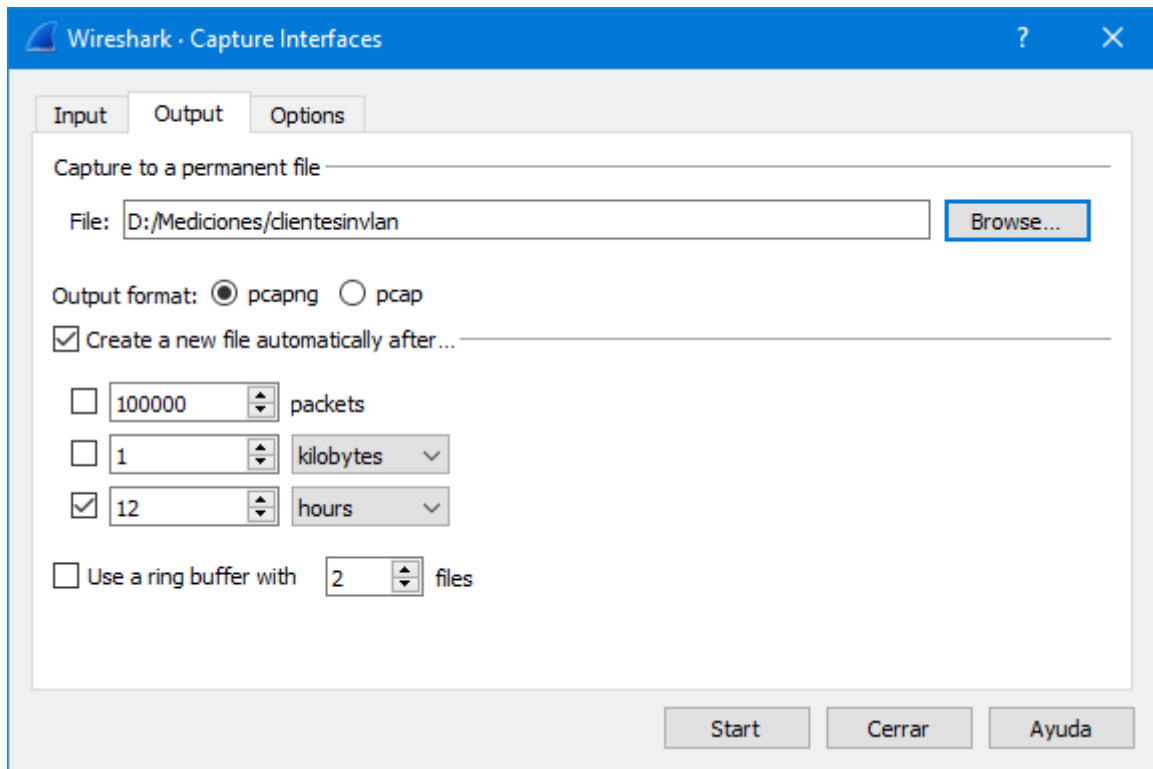 Wireshark · Capture Interfaces ?
Input Output Options
Capture to a permanent file
File: D:/Mediciones/clientesinvlan Browse...
Output format: pcapng pcap
Create a new file automatically after...
100000 packets
1 kilobytes
12 hours
Use a ring buffer with 2 files
Start Cerrar Ayuda